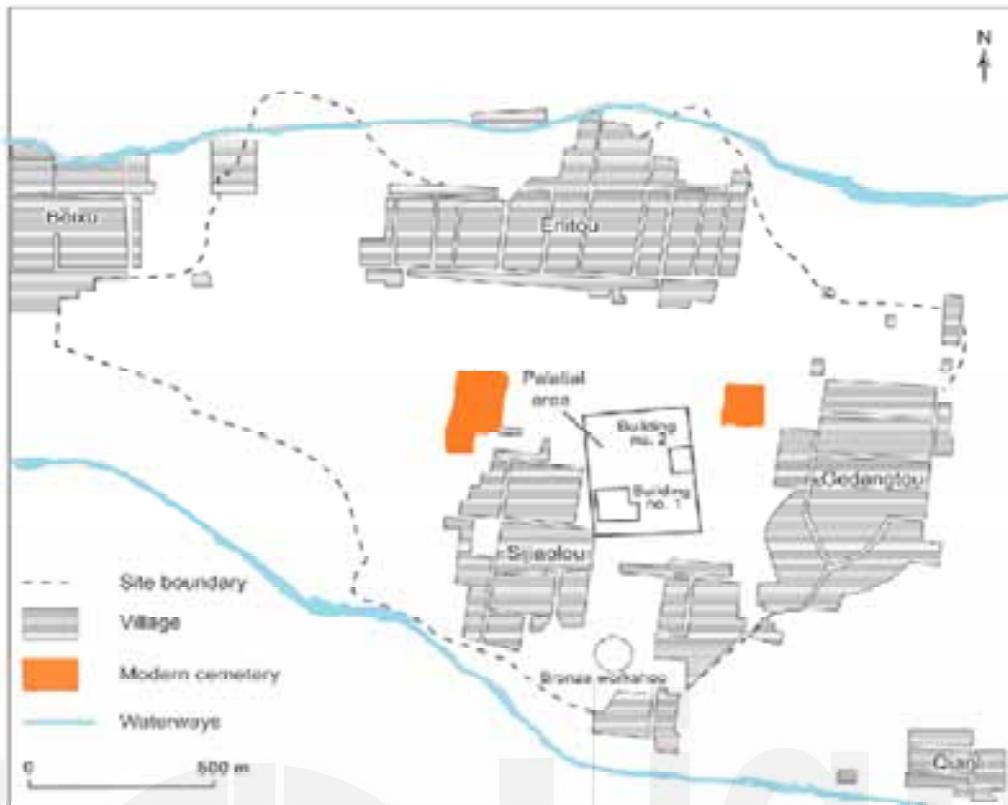 N
Beixu
Erlitou
Palatial
area
Building
no. 2
Building
no. 1
Gedangtou
Sijiaolou
Site boundary
Village
Modern cemetery
Waterways
Bronze workshop
0
500 m